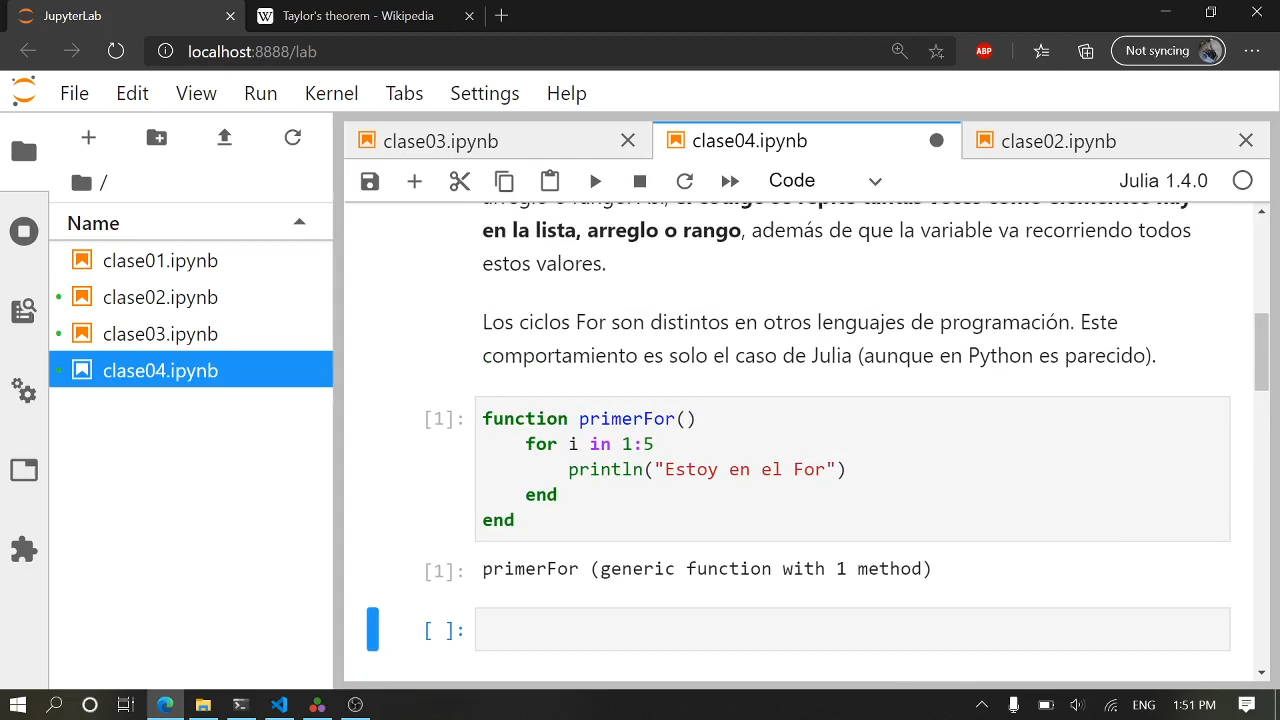 JupyterLab
Taylor's theorem - Wikipedia
localhost:8888/lab
ABP
Not syncing
File Edit View Run Kernel Tabs Settings Help
clase03.ipynb
clase04.ipynb
clase02.ipynb
/
Code
Julia 1.4.0
Name
clase01.ipynb
clase02.ipynb
clase03.ipynb
clase04.ipynb
en la lista, arreglo o rango, además de que la variable va recorriendo todos
estos valores.
Los ciclos For son distintos en otros lenguajes de programación. Este
comportamiento es solo el caso de Julia (aunque en Python es parecido).
[1]:
function primerFor()
    for i in 1:5
        println("Estoy en el For")
    end
end
[1]: primerFor (generic function with 1 method)
[ ]:
ENG
1:51 PM